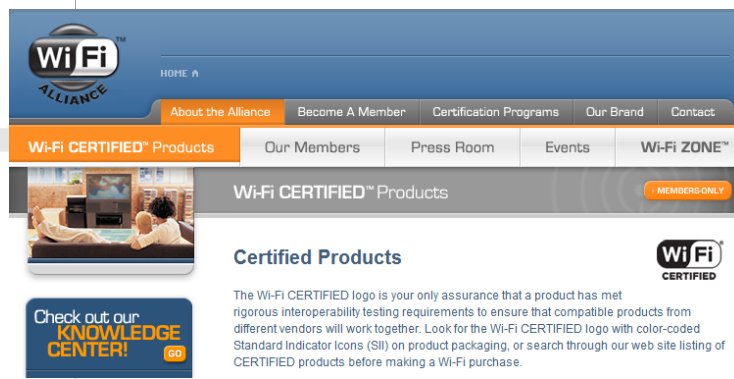 Wi Fi ™
ALLIANCE
HOME
About the Alliance Become A Member Certification Programs Our Brand Contact
Wi-Fi CERTIFIED™ Products Our Members Press Room Events Wi-Fi ZONE™
Wi-Fi CERTIFIED™ Products
› MEMBERS-ONLY
Certified Products
Wi Fi ®
CERTIFIED
The Wi-Fi CERTIFIED logo is your only assurance that a product has met
rigorous interoperability testing requirements to ensure that compatible products from
different vendors will work together. Look for the Wi-Fi CERTIFIED logo with color-coded
Standard Indicator Icons (SII) on product packaging, or search through our web site listing of
CERTIFIED products before making a Wi-Fi purchase.
Check out our
KNOWLEDGE
CENTER!
GO